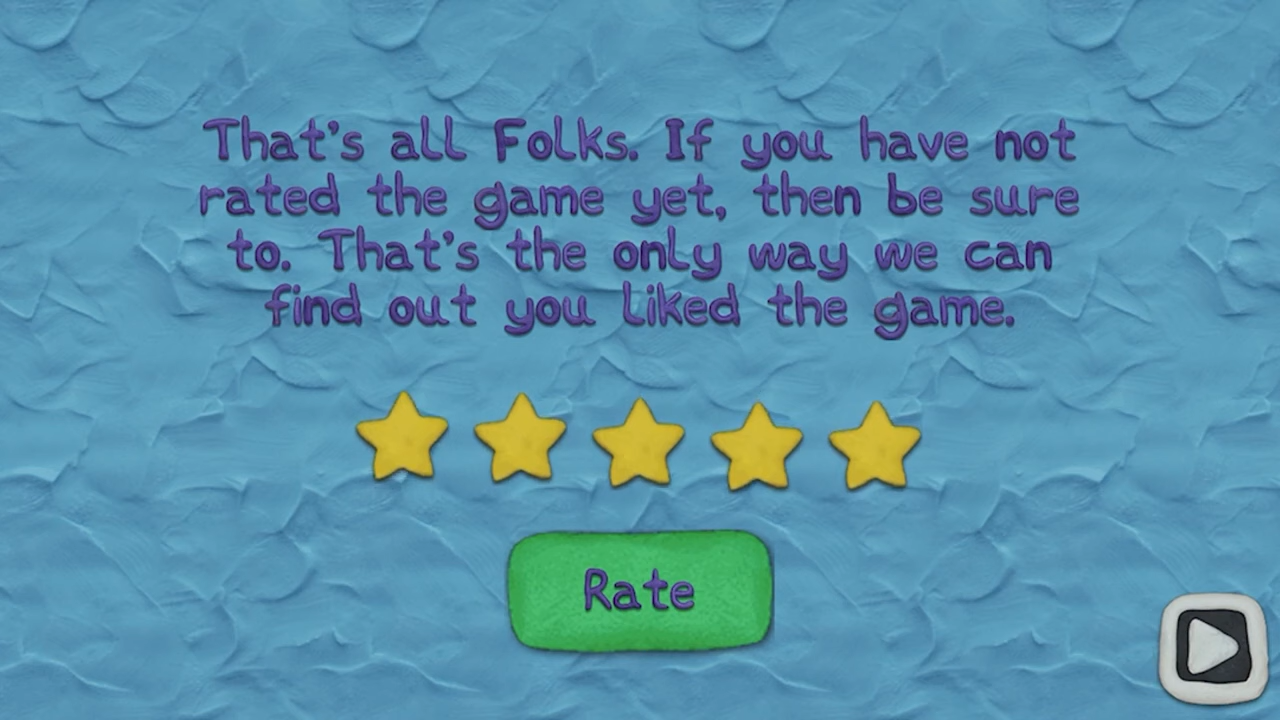 That's all Folks. If you have not
rated the game yet, then be sure
to. That's the only way we can
find out you liked the game.
Rate